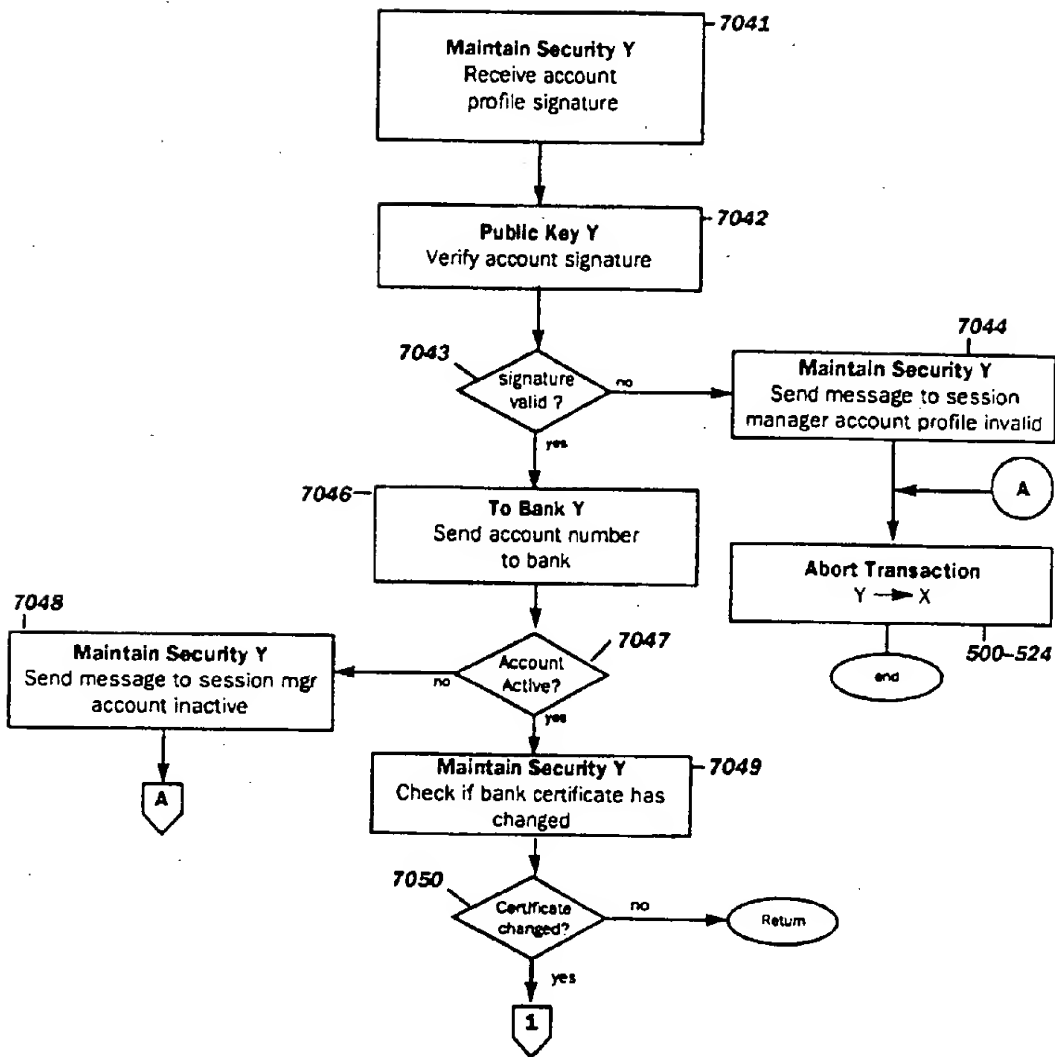 7041
Maintain Security Y
Receive account
profile signature
7042
Public Key Y
Verify account signature
7043
signature
valid ?
no
yes
7044
Maintain Security Y
Send message to session
manager account profile invalid
A
Abort Transaction
Y → X
500–524
end
7046
To Bank Y
Send account number
to bank
7047
Account
Active?
no
yes
7048
Maintain Security Y
Send message to session mgr
account inactive
A
7049
Maintain Security Y
Check if bank certificate has
changed
7050
Certificate
changed?
no
Return
yes
1